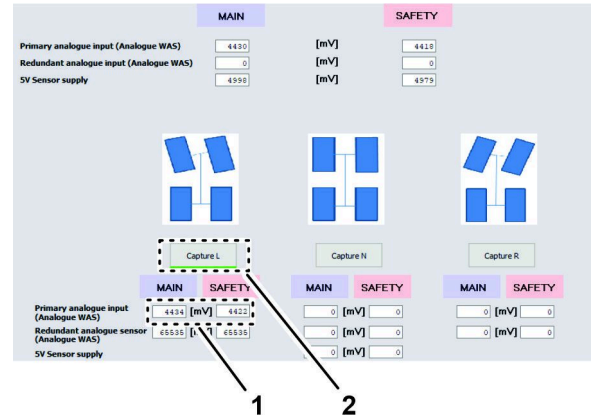 MAIN SAFETY
Primary analogue input (Analogue WAS) 4430 [mV] 4418
Redundant analogue input (Analogue WAS) 0 [mV] 0
5V Sensor supply 4998 4979
Capture L Capture N Capture R
MAIN SAFETY MAIN SAFETY MAIN SAFETY
Primary analogue input
(Analogue WAS) 4434 [mV] 4422 0 [mV] 0 0 [mV] 0
Redundant analogue sensor
(Analogue WAS) 65535 [mV] 65535 0 [mV] 0 0 [mV] 0
5V Sensor supply 0 [mV] 0
1 2